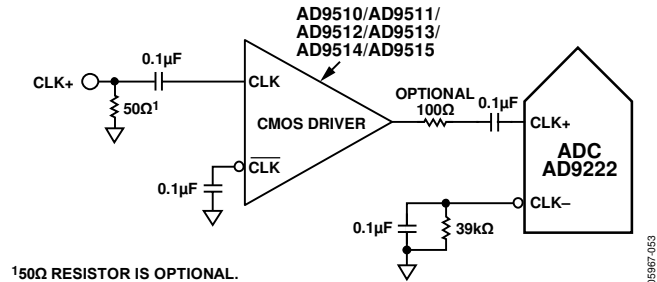 AD9510/AD9511/
AD9512/AD9513/
AD9514/AD9515
0.1µF
CLK+
CLK
50Ω1
OPTIONAL
100Ω
0.1µF
CMOS DRIVER
CLK+
ADC
AD9222
CLK
0.1µF
CLK–
0.1µF
39kΩ
150Ω RESISTOR IS OPTIONAL.
05967-053